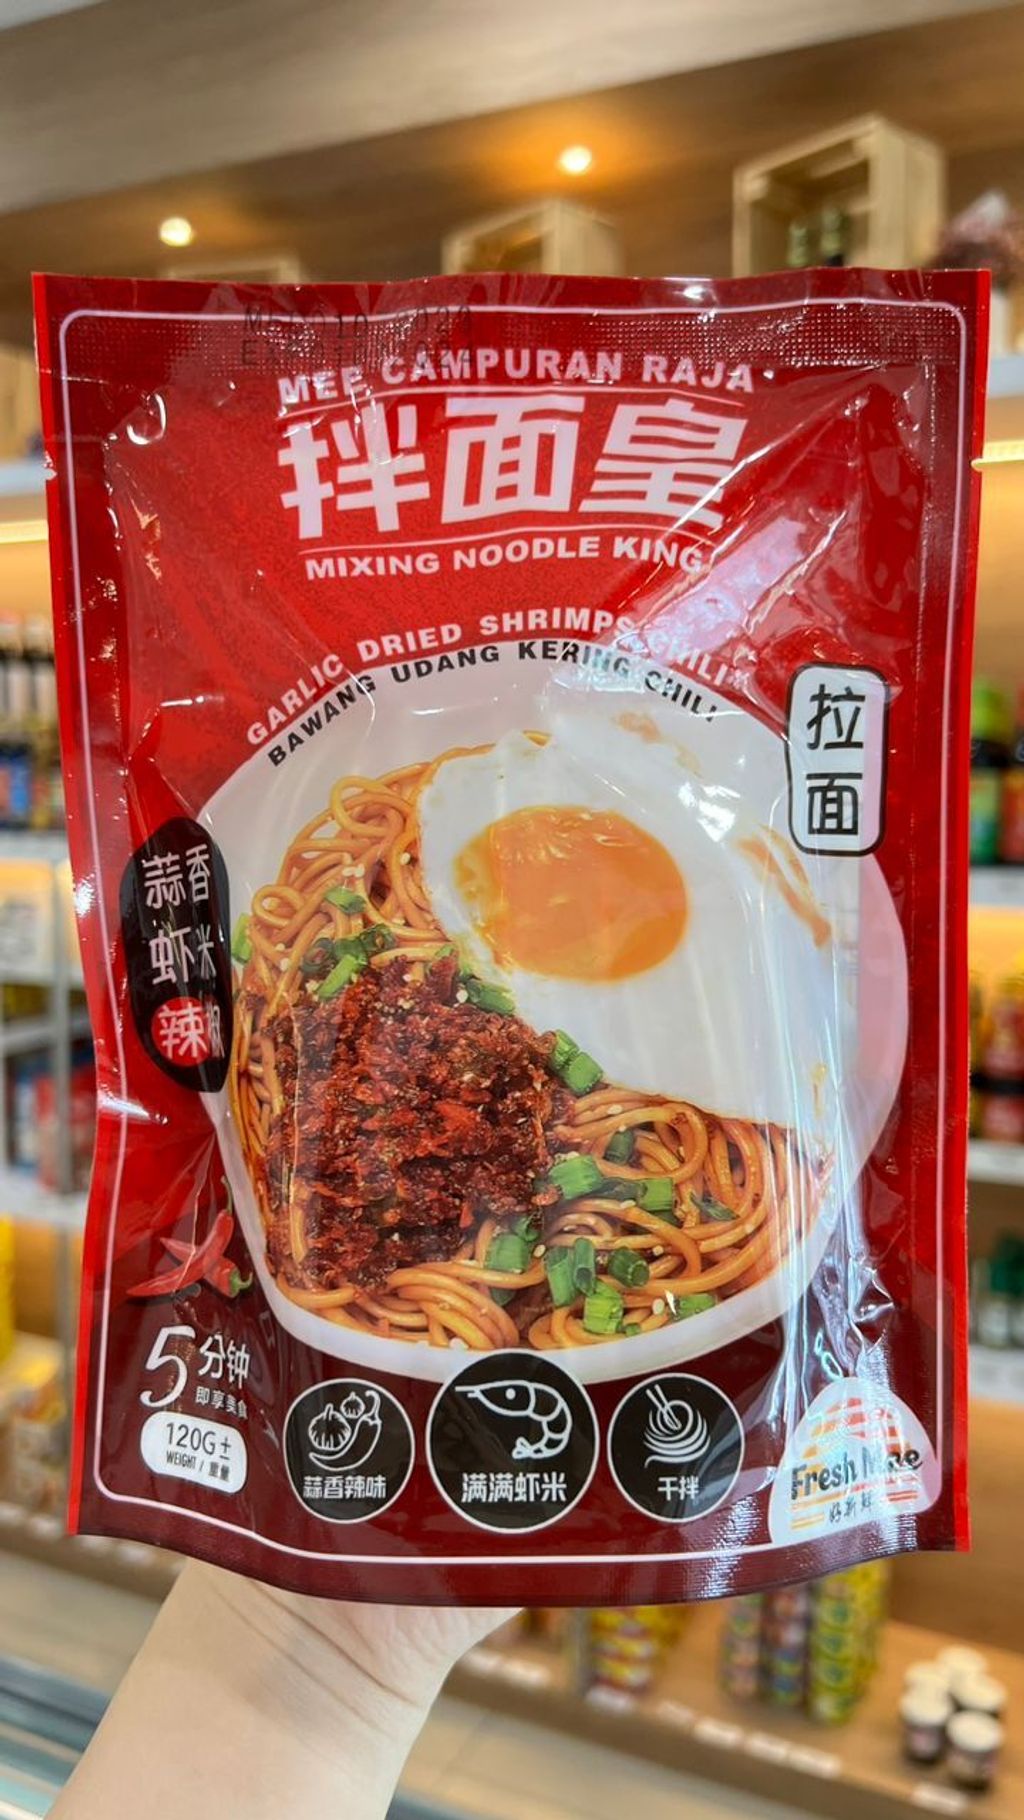 MEE CAMPURAN RAJA
拌面皇
MIXING NOODLE KING
GARLIC DRIED SHRIMPS CHILI
BAWANG UDANG KERING CHILI
拉面
蒜香
虾米
辣椒
5分钟
即享美食
120G±
WEIGHT / 重量
蒜香辣味
满满虾米
干拌
Fresh